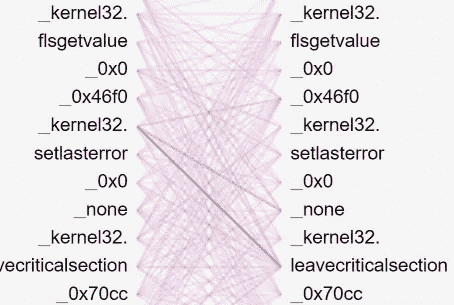 _kernel32. _kernel32.
flsgetvalue flsgetvalue
_0x0 _0x0
_0x46f0 _0x46f0
_kernel32. _kernel32.
setlasterror setlasterror
_0x0 _0x0
_none _none
_kernel32. _kernel32.
vecriticalsection leavecriticalsection
_0x70cc _0x70cc